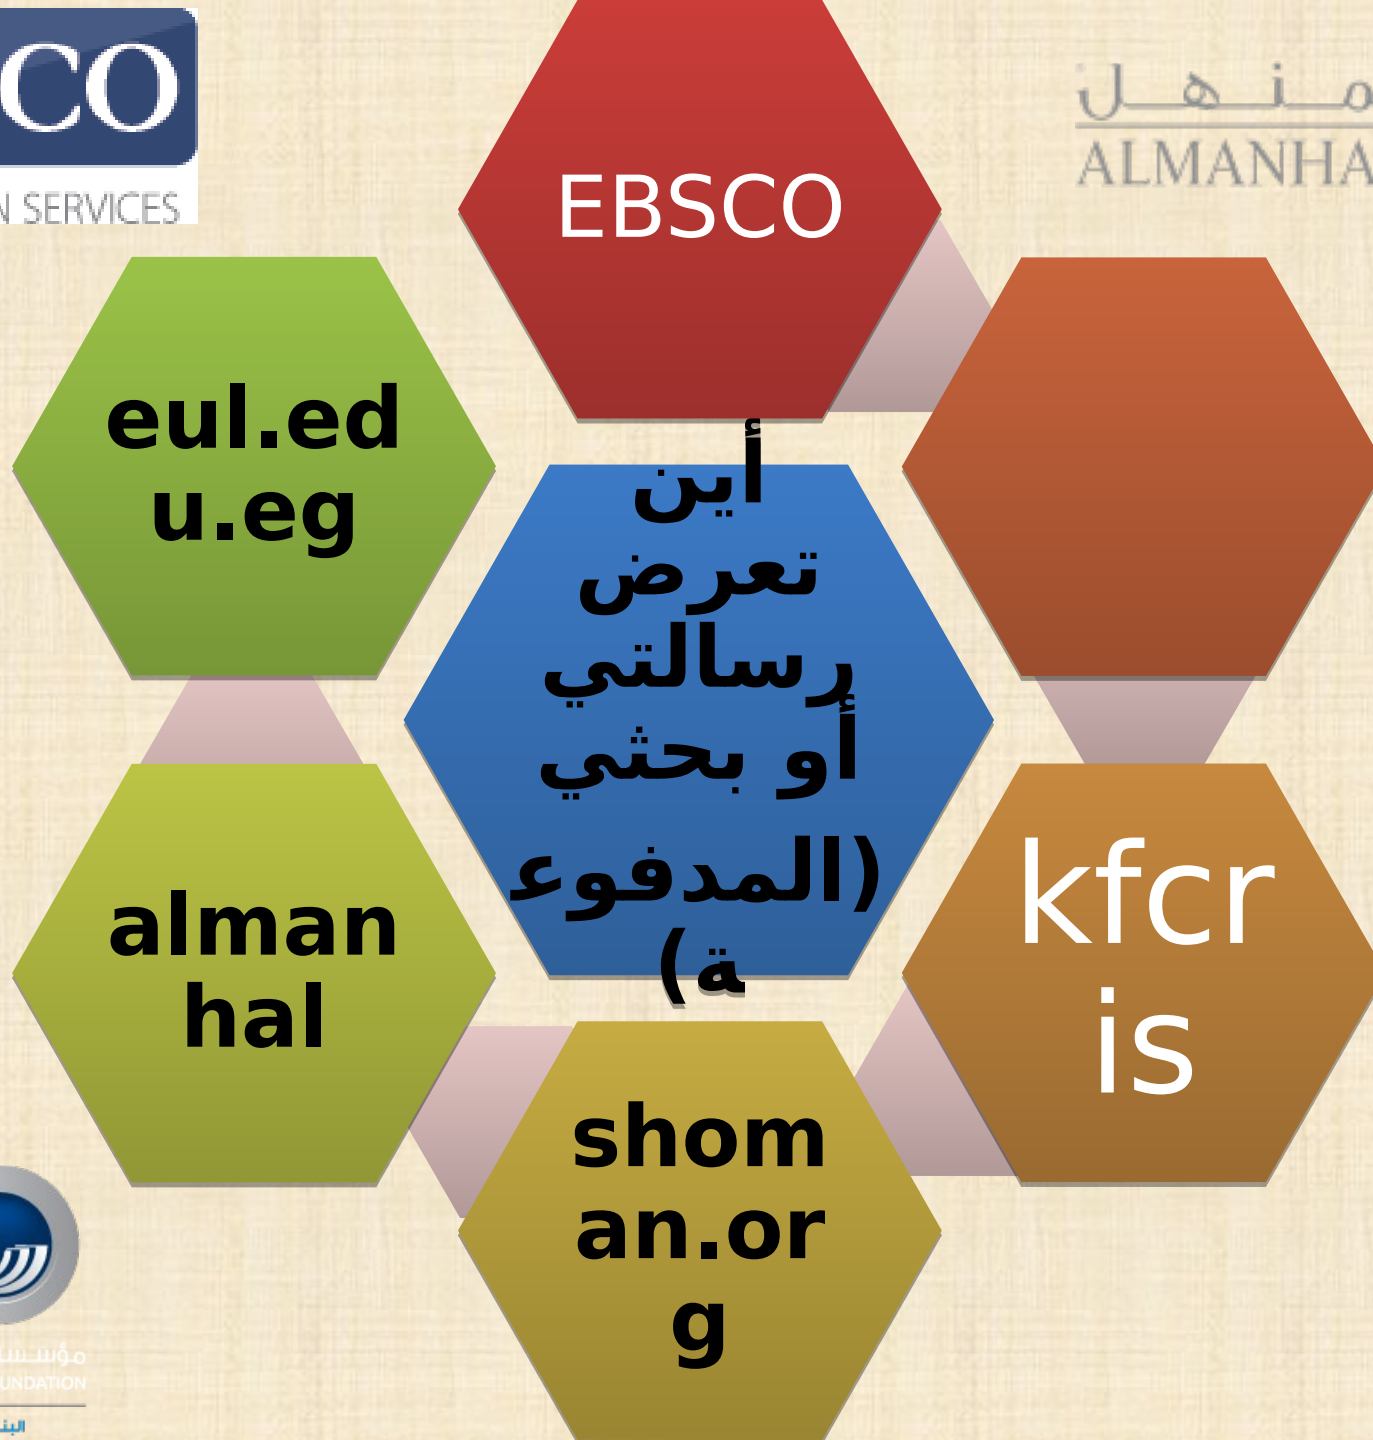 CO
N SERVICES
منهل
ALMANHA
EBSCO
eul.ed
u.eg
أين
تعرض
رسالتي
أو بحثي
(المدفوع
ة)
kfcr
is
alman
hal
shom
an.or
g
UNDATION